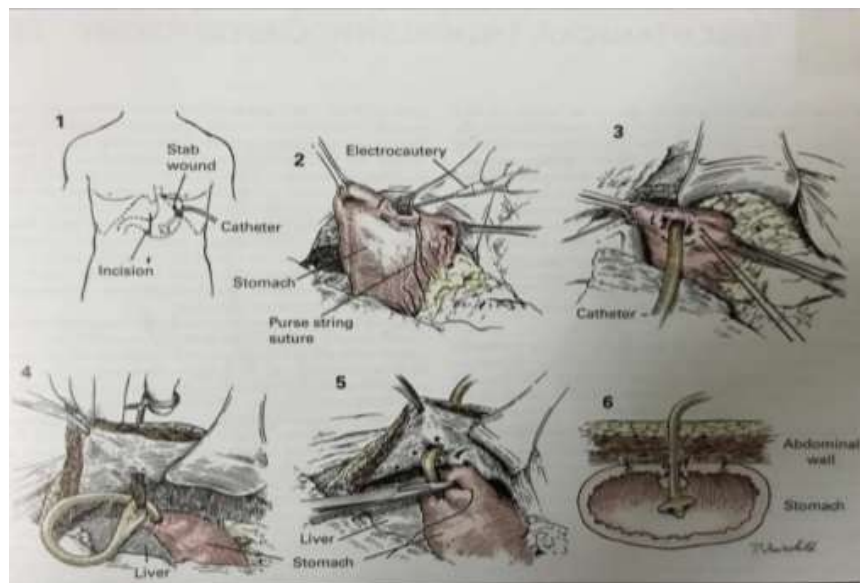 1
Stab
wound
Catheter
Incision
2
Electrocautery
Stomach
Purse string
suture
3
Catheter
4
Liver
5
Liver
Stomach
6
Abdominal
wall
Stomach